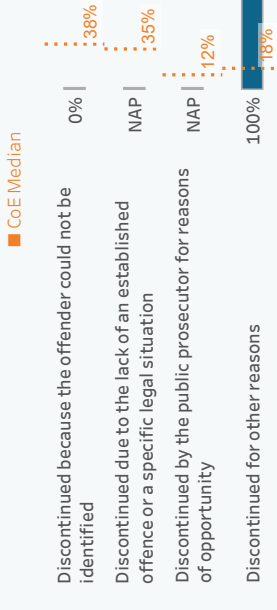 CoE Median
Discontinued because the offender could not be
identified
0%
38%
Discontinued due to the lack of an established
offence or a specific legal situation
NAP
35%
Discontinued by the public prosecutor for reasons
of opportunity
NAP
12%
Discontinued for other reasons
100%
18%